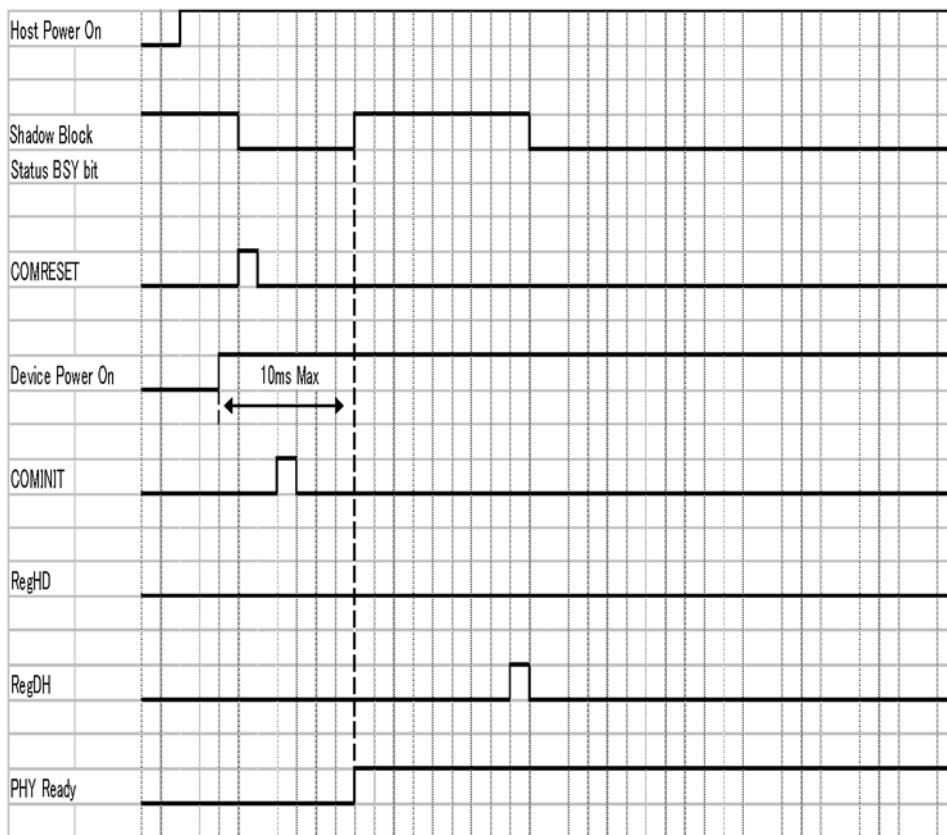 Host Power On
Shadow Block
Status BSY bit
COMRESET
Device Power On
10ms Max
COMINIT
RegHD
RegDH
PHY Ready